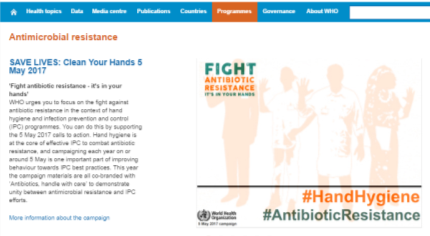 Health topics Data Media centre Publications Countries Programmes Governance About WHO
Antimicrobial resistance
SAVE LIVES: Clean Your Hands 5
May 2017
'Fight antibiotic resistance - it's in your
hands'
WHO urges you to focus on the fight against
antibiotic resistance in the context of hand
hygiene and infection prevention and control
(IPC) programmes. You can do this by supporting
the 5 May 2017 calls to action. Hand hygiene is
at the core of effective IPC to combat antibiotic
resistance, and campaigning each year on or
around 5 May is one important part of improving
behaviour towards IPC best practices. This year
the campaign materials are all co-branded with
'Antibiotics, handle with care' to demonstrate
unity between antimicrobial resistance and IPC
efforts.
More information about the campaign
FIGHT
ANTIBIOTIC
RESISTANCE
IT'S IN YOUR HANDS
#HandHygiene
#AntibioticResistance
World Health
Organization
5 May 2017 campaign